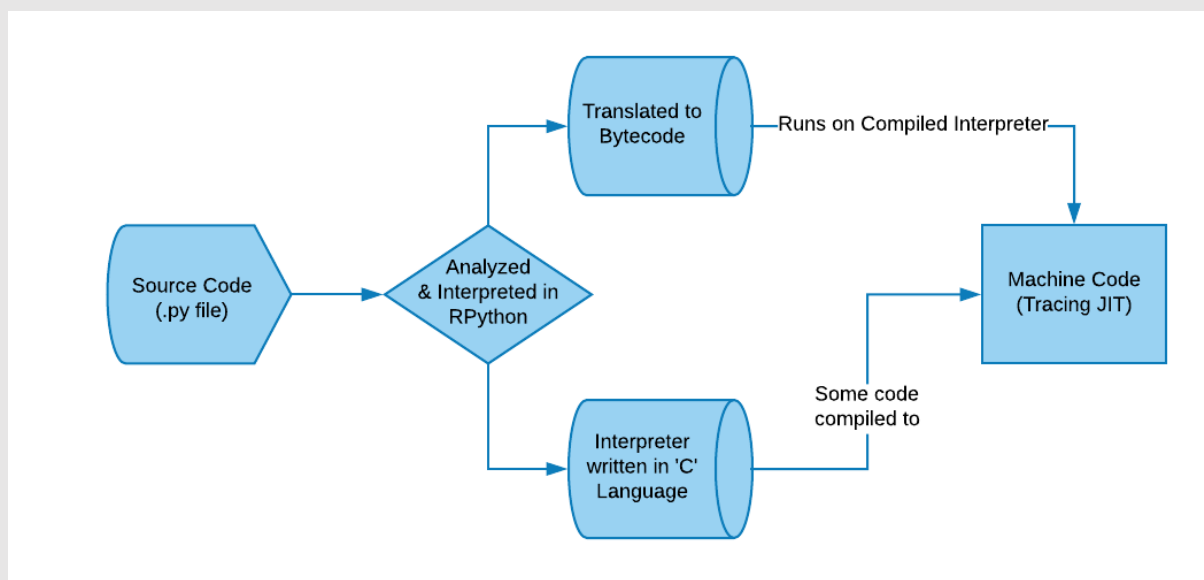 Source Code
(.py file)
Analyzed
& Interpreted in
RPython
Translated to
Bytecode
Runs on Compiled Interpreter
Interpreter
written in 'C'
Language
Some code
compiled to
Machine Code
(Tracing JIT)